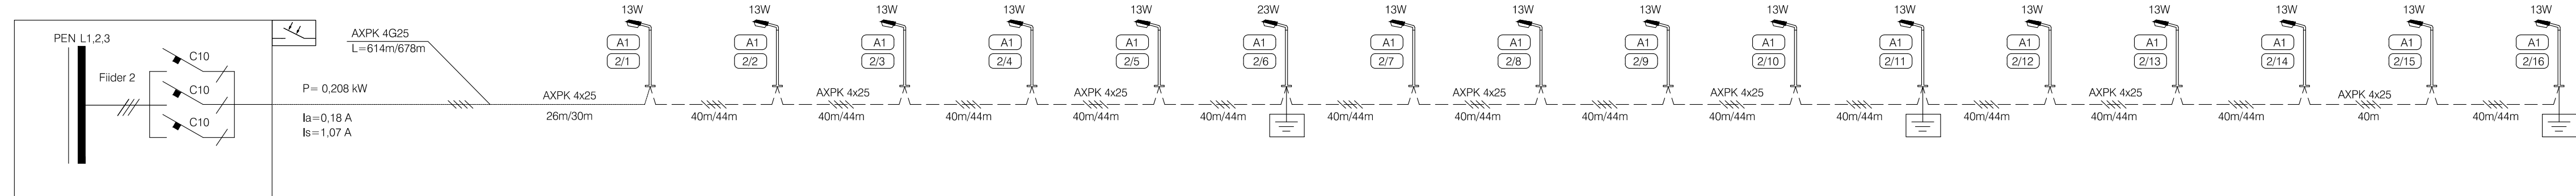 13W 13W 13W 13W 13W 23W 13W 13W 13W 13W 13W 13W 13W 13W 13W 13W
PEN L1,2,3
AXPK 4G25
L=614m/678m
A1 A1 A1 A1 A1 A1 A1 A1 A1 A1 A1 A1 A1 A1 A1 A1
C10
2/1 2/2 2/3 2/4 2/5 2/6 2/7 2/8 2/9 2/10 2/11 2/12 2/13 2/14 2/15 2/16
Fiider 2
C10
P= 0,208 kW
AXPK 4x25 AXPK 4x25 AXPK 4x25 AXPK 4x25 AXPK 4x25 AXPK 4x25 AXPK 4x25
26m/30m 40m/44m 40m/44m 40m/44m 40m/44m 40m/44m 40m/44m 40m/44m 40m/44m 40m/44m 40m/44m 40m/44m 40m/44m 40m/44m 40m 40m/44m
C10
Ia=0,18 A
Is=1,07 A